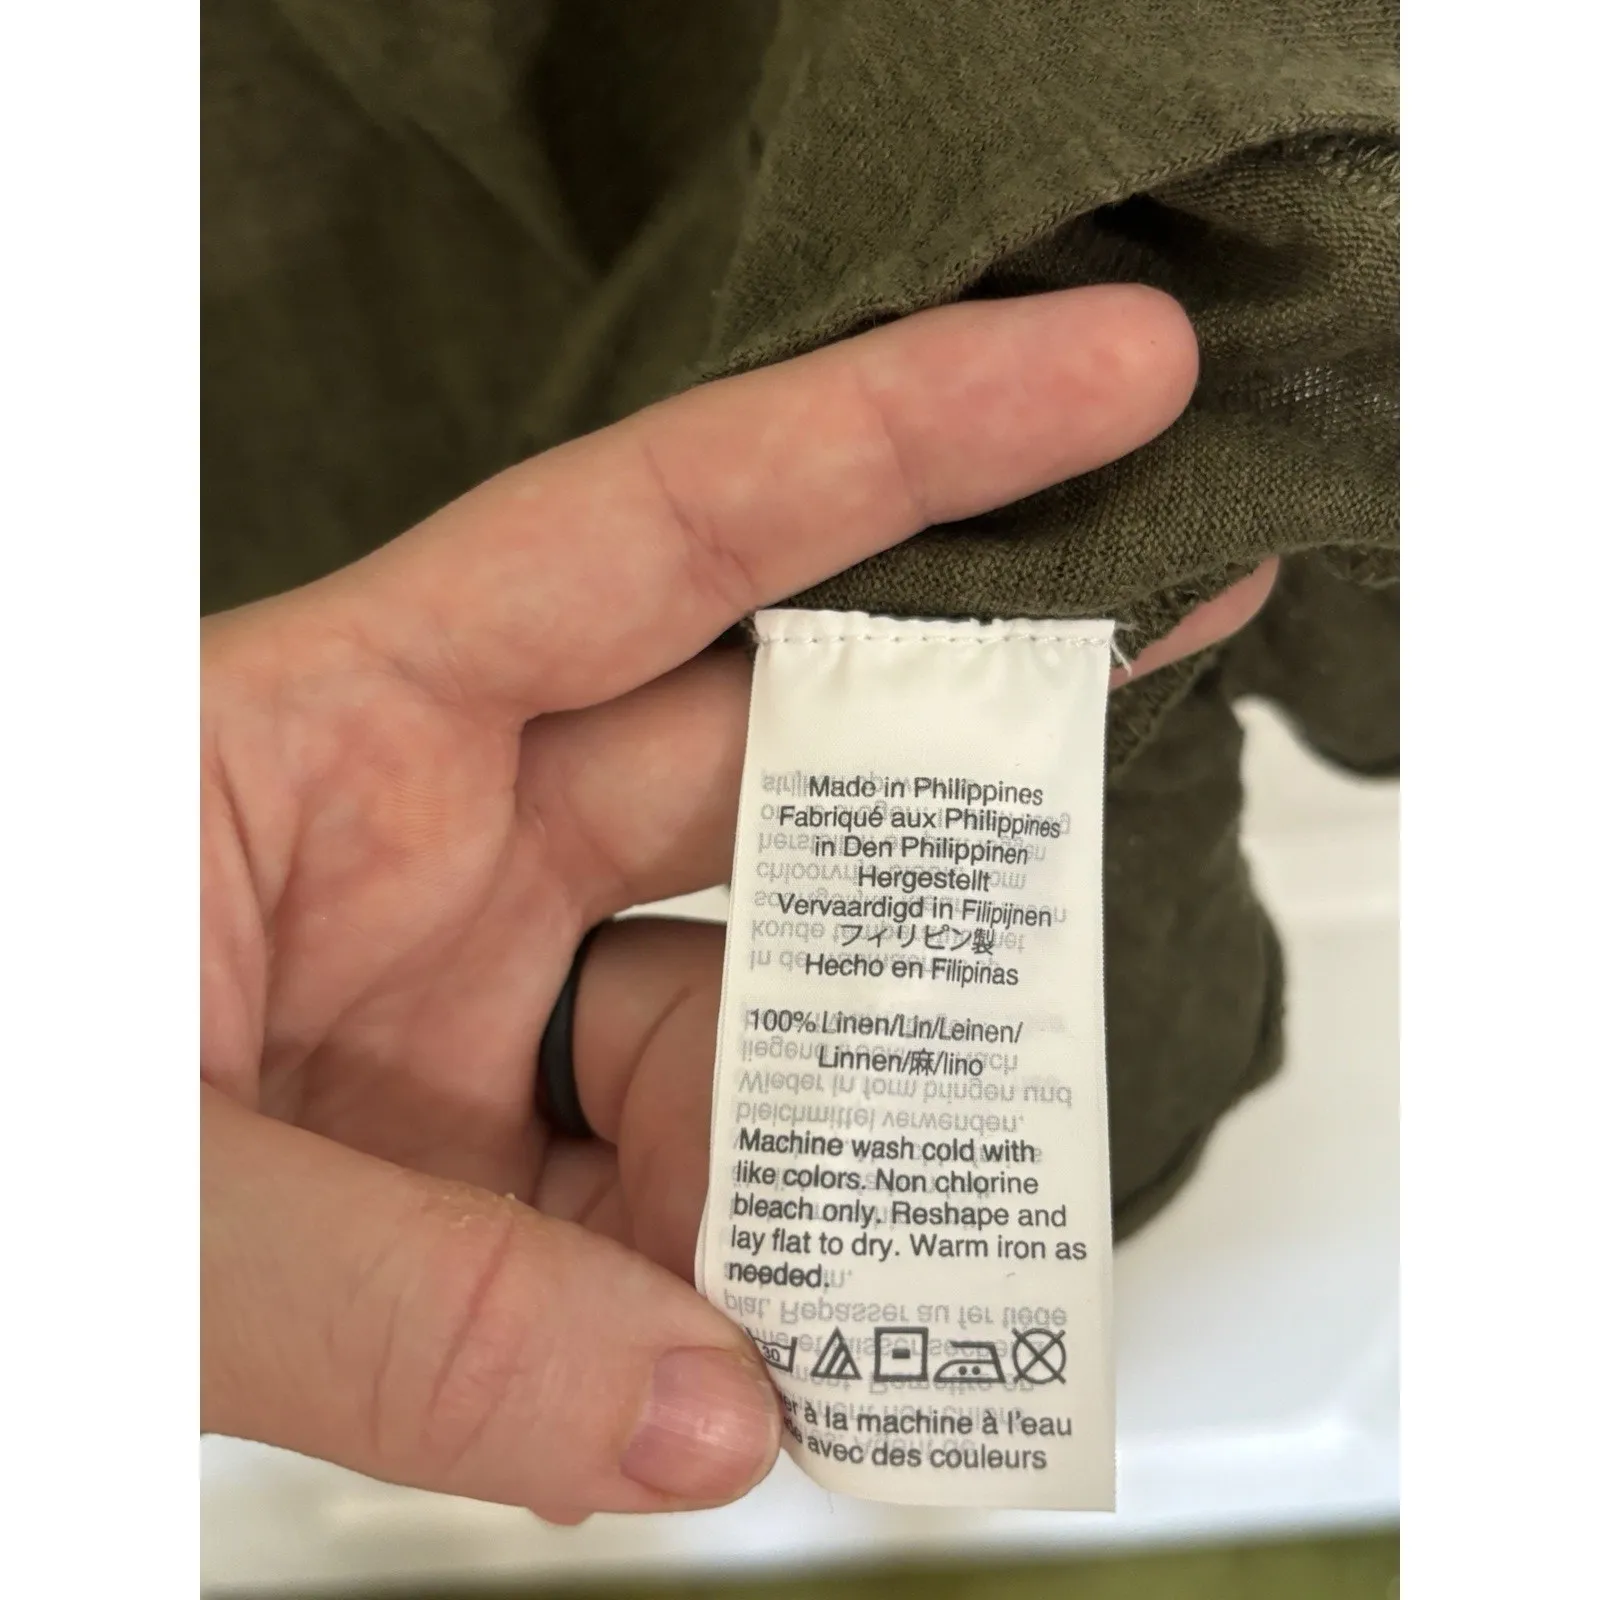 Made in Philippines
Fabriqué aux Philippines
in Den Philippinen
Hergestellt
Vervaardigd in Filipijnen
フィリピン製
Hecho en Filipinas
100% Linen/Lin/Leinen/
Linnen/麻/lino
Machine wash cold with
like colors. Non chlorine
bleach only. Reshape and
lay flat to dry. Warm iron as
needed.
30
à la machine à l'eau
avec des couleurs